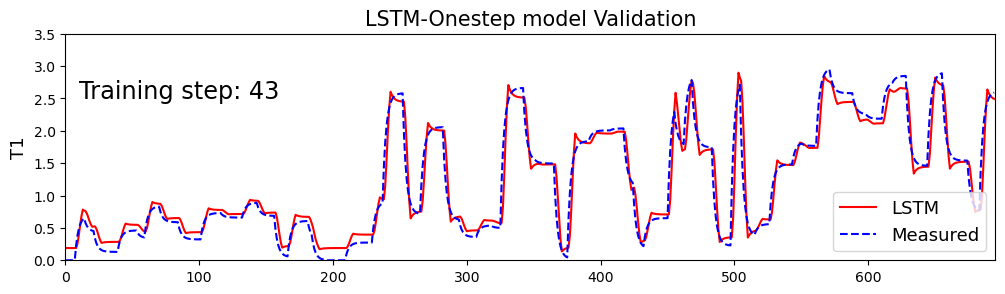 LSTM-Onestep model Validation
3.5
3.0
2.5
2.0
1.5
1.0
0.5
0.0
T1
Training step: 43
LSTM
Measured
0 100 200 300 400 500 600